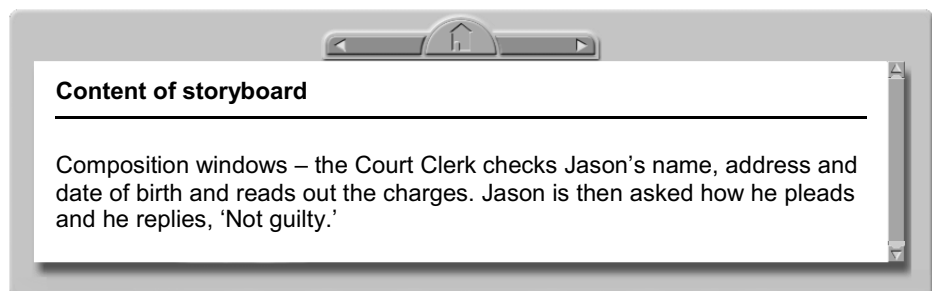 Content of storyboard
Composition windows – the Court Clerk checks Jason’s name, address and
date of birth and reads out the charges. Jason is then asked how he pleads
and he replies, ‘Not guilty.’